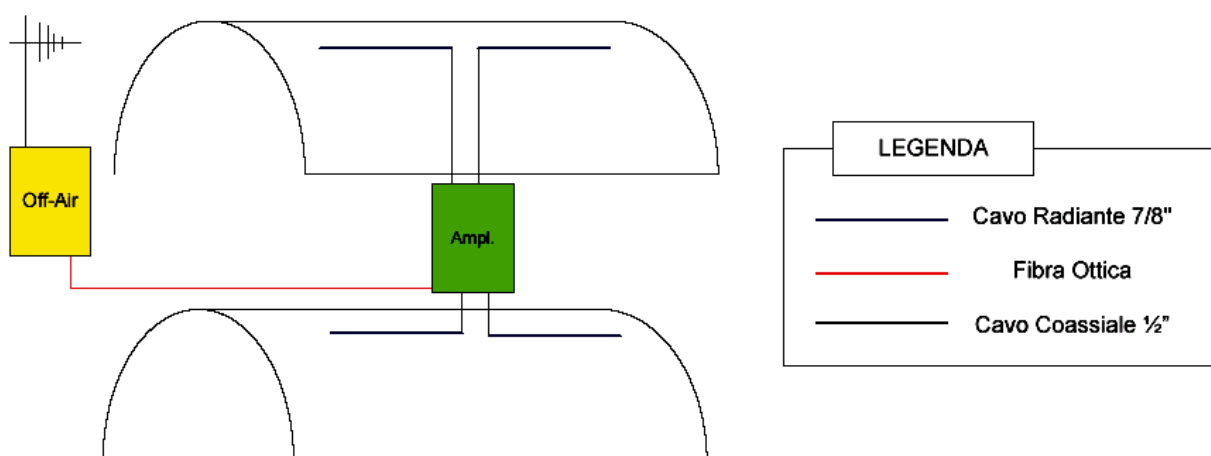 Off-Air
Ampl.
LEGENDA
Cavo Radiante 7/8"
Fibra Ottica
Cavo Coassiale ½”